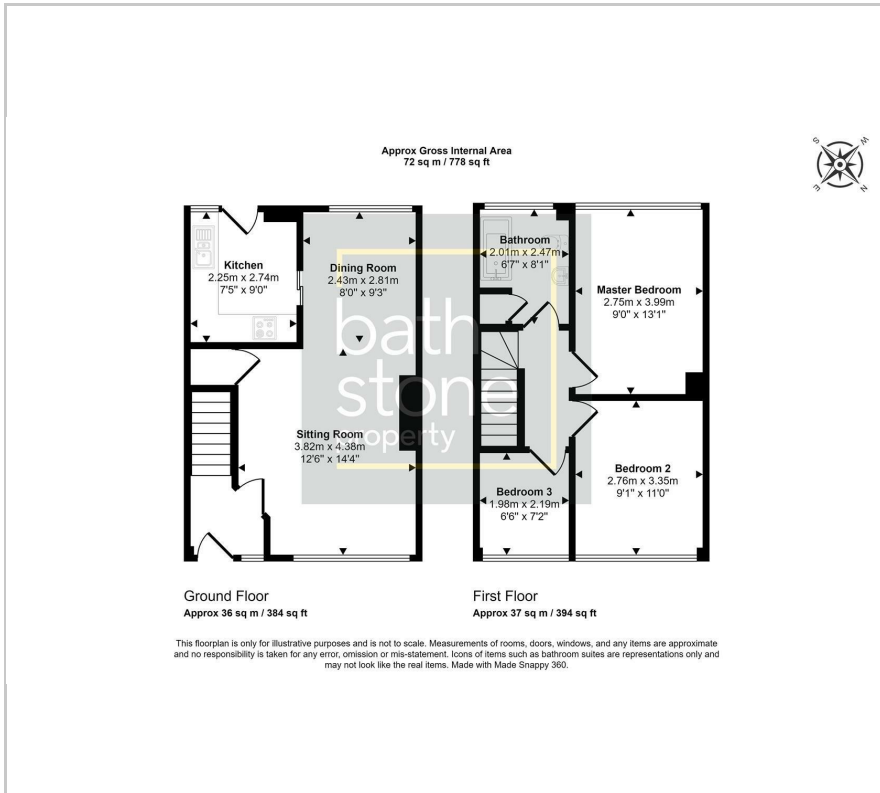 Approx Gross Internal Area
72 sq m / 778 sq ft
S
W
E
N
Kitchen
2.25m x 2.74m
7'5" x 9'0"
Dining Room
2.43m x 2.81m
8'0" x 9'3"
Sitting Room
3.82m x 4.38m
12'6" x 14'4"
Bathroom
2.01m x 2.47m
6'7" x 8'1"
Master Bedroom
2.75m x 3.99m
9'0" x 13'1"
Bedroom 2
2.76m x 3.35m
9'1" x 11'0"
Bedroom 3
1.98m x 2.19m
6'6" x 7'2"
bath
stone
property
Ground Floor
Approx 36 sq m / 384 sq ft
First Floor
Approx 37 sq m / 394 sq ft
This floorplan is only for illustrative purposes and is not to scale. Measurements of rooms, doors, windows, and any items are approximate
and no responsibility is taken for any error, omission or mis-statement. Icons of items such as bathroom suites are representations only and
may not look like the real items. Made with Made Snappy 360.